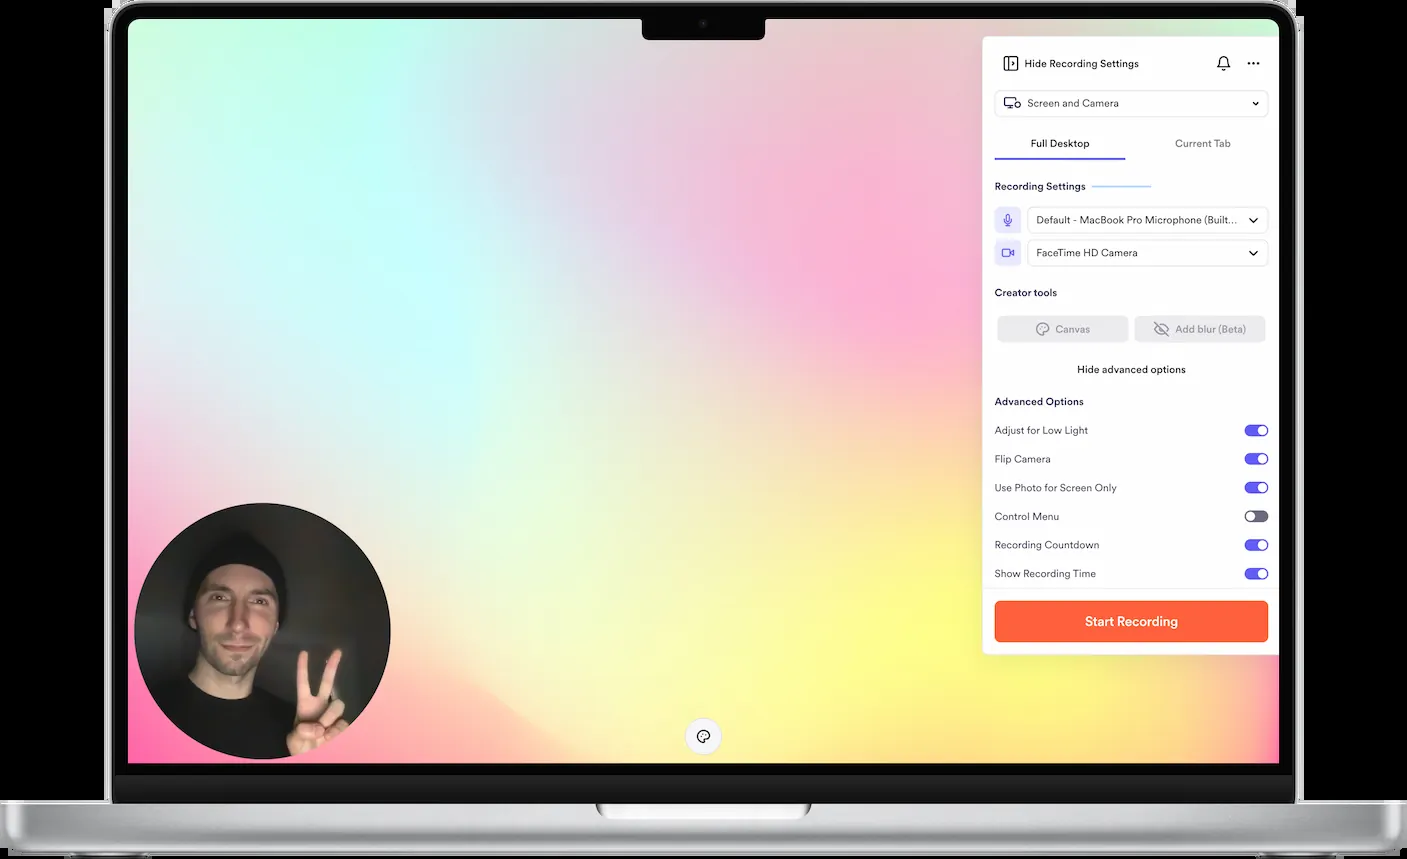 Hide Recording Settings
Screen and Camera
Full Desktop
Current Tab
Recording Settings
Default - MacBook Pro Microphone (Built...
FaceTime HD Camera
Creator tools
Canvas
Add blur (Beta)
Hide advanced options
Advanced Options
Adjust for Low Light
Flip Camera
Use Photo for Screen Only
Control Menu
Recording Countdown
Show Recording Time
Start Recording